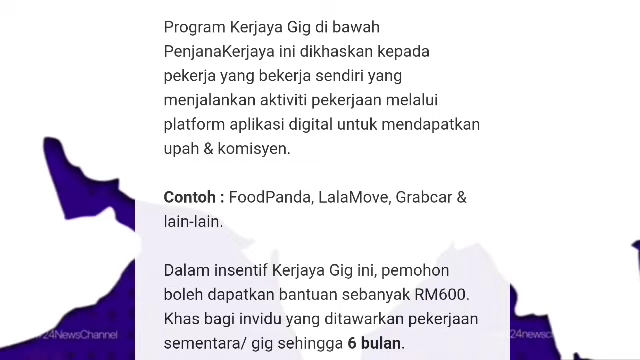 Program Kerjaya Gig di bawah
PenjanaKerjaya ini dikhaskan kepada
pekerja yang bekerja sendiri yang
menjalankan aktiviti pekerjaan melalui
platform aplikasi digital untuk mendapatkan
upah & komisyen.
Contoh : FoodPanda, LalaMove, Grabcar &
lain-lain.
Dalam insentif Kerjaya Gig ini, pemohon
boleh dapatkan bantuan sebanyak RM600.
Khas bagi invidu yang ditawarkan pekerjaan
sementara/ gig sehingga 6 bulan.
24NewsChannel
24NewsChannel